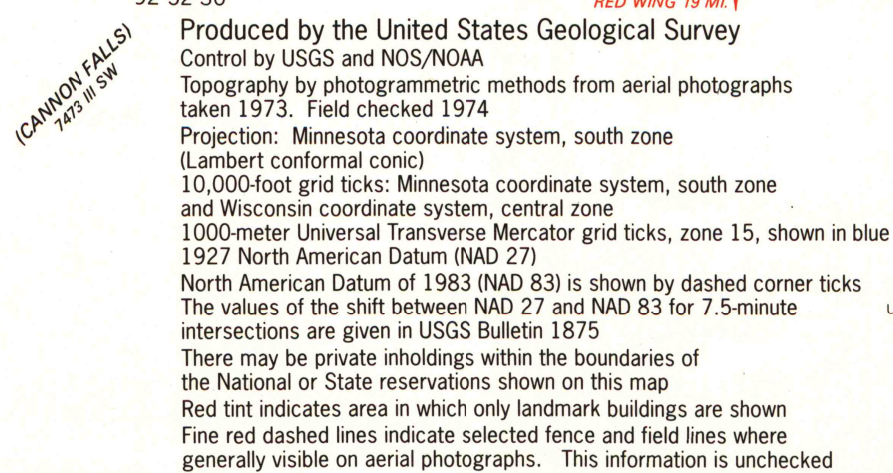 RED WING 19 MI.
(CANNON FALLS)
7473 III SW
Produced by the United States Geological Survey
Control by USGS and NOS/NOAA
Topography by photogrammetric methods from aerial photographs
taken 1973. Field checked 1974
Projection: Minnesota coordinate system, south zone
(Lambert conformal conic)
10,000-foot grid ticks: Minnesota coordinate system, south zone
and Wisconsin coordinate system, central zone
1000-meter Universal Transverse Mercator grid ticks, zone 15, shown in blue
1927 North American Datum (NAD 27)
North American Datum of 1983 (NAD 83) is shown by dashed corner ticks
The values of the shift between NAD 27 and NAD 83 for 7.5-minute
intersections are given in USGS Bulletin 1875
There may be private inholdings within the boundaries of
the National or State reservations shown on this map
Red tint indicates area in which only landmark buildings are shown
Fine red dashed lines indicate selected fence and field lines where
generally visible on aerial photographs. This information is unchecked